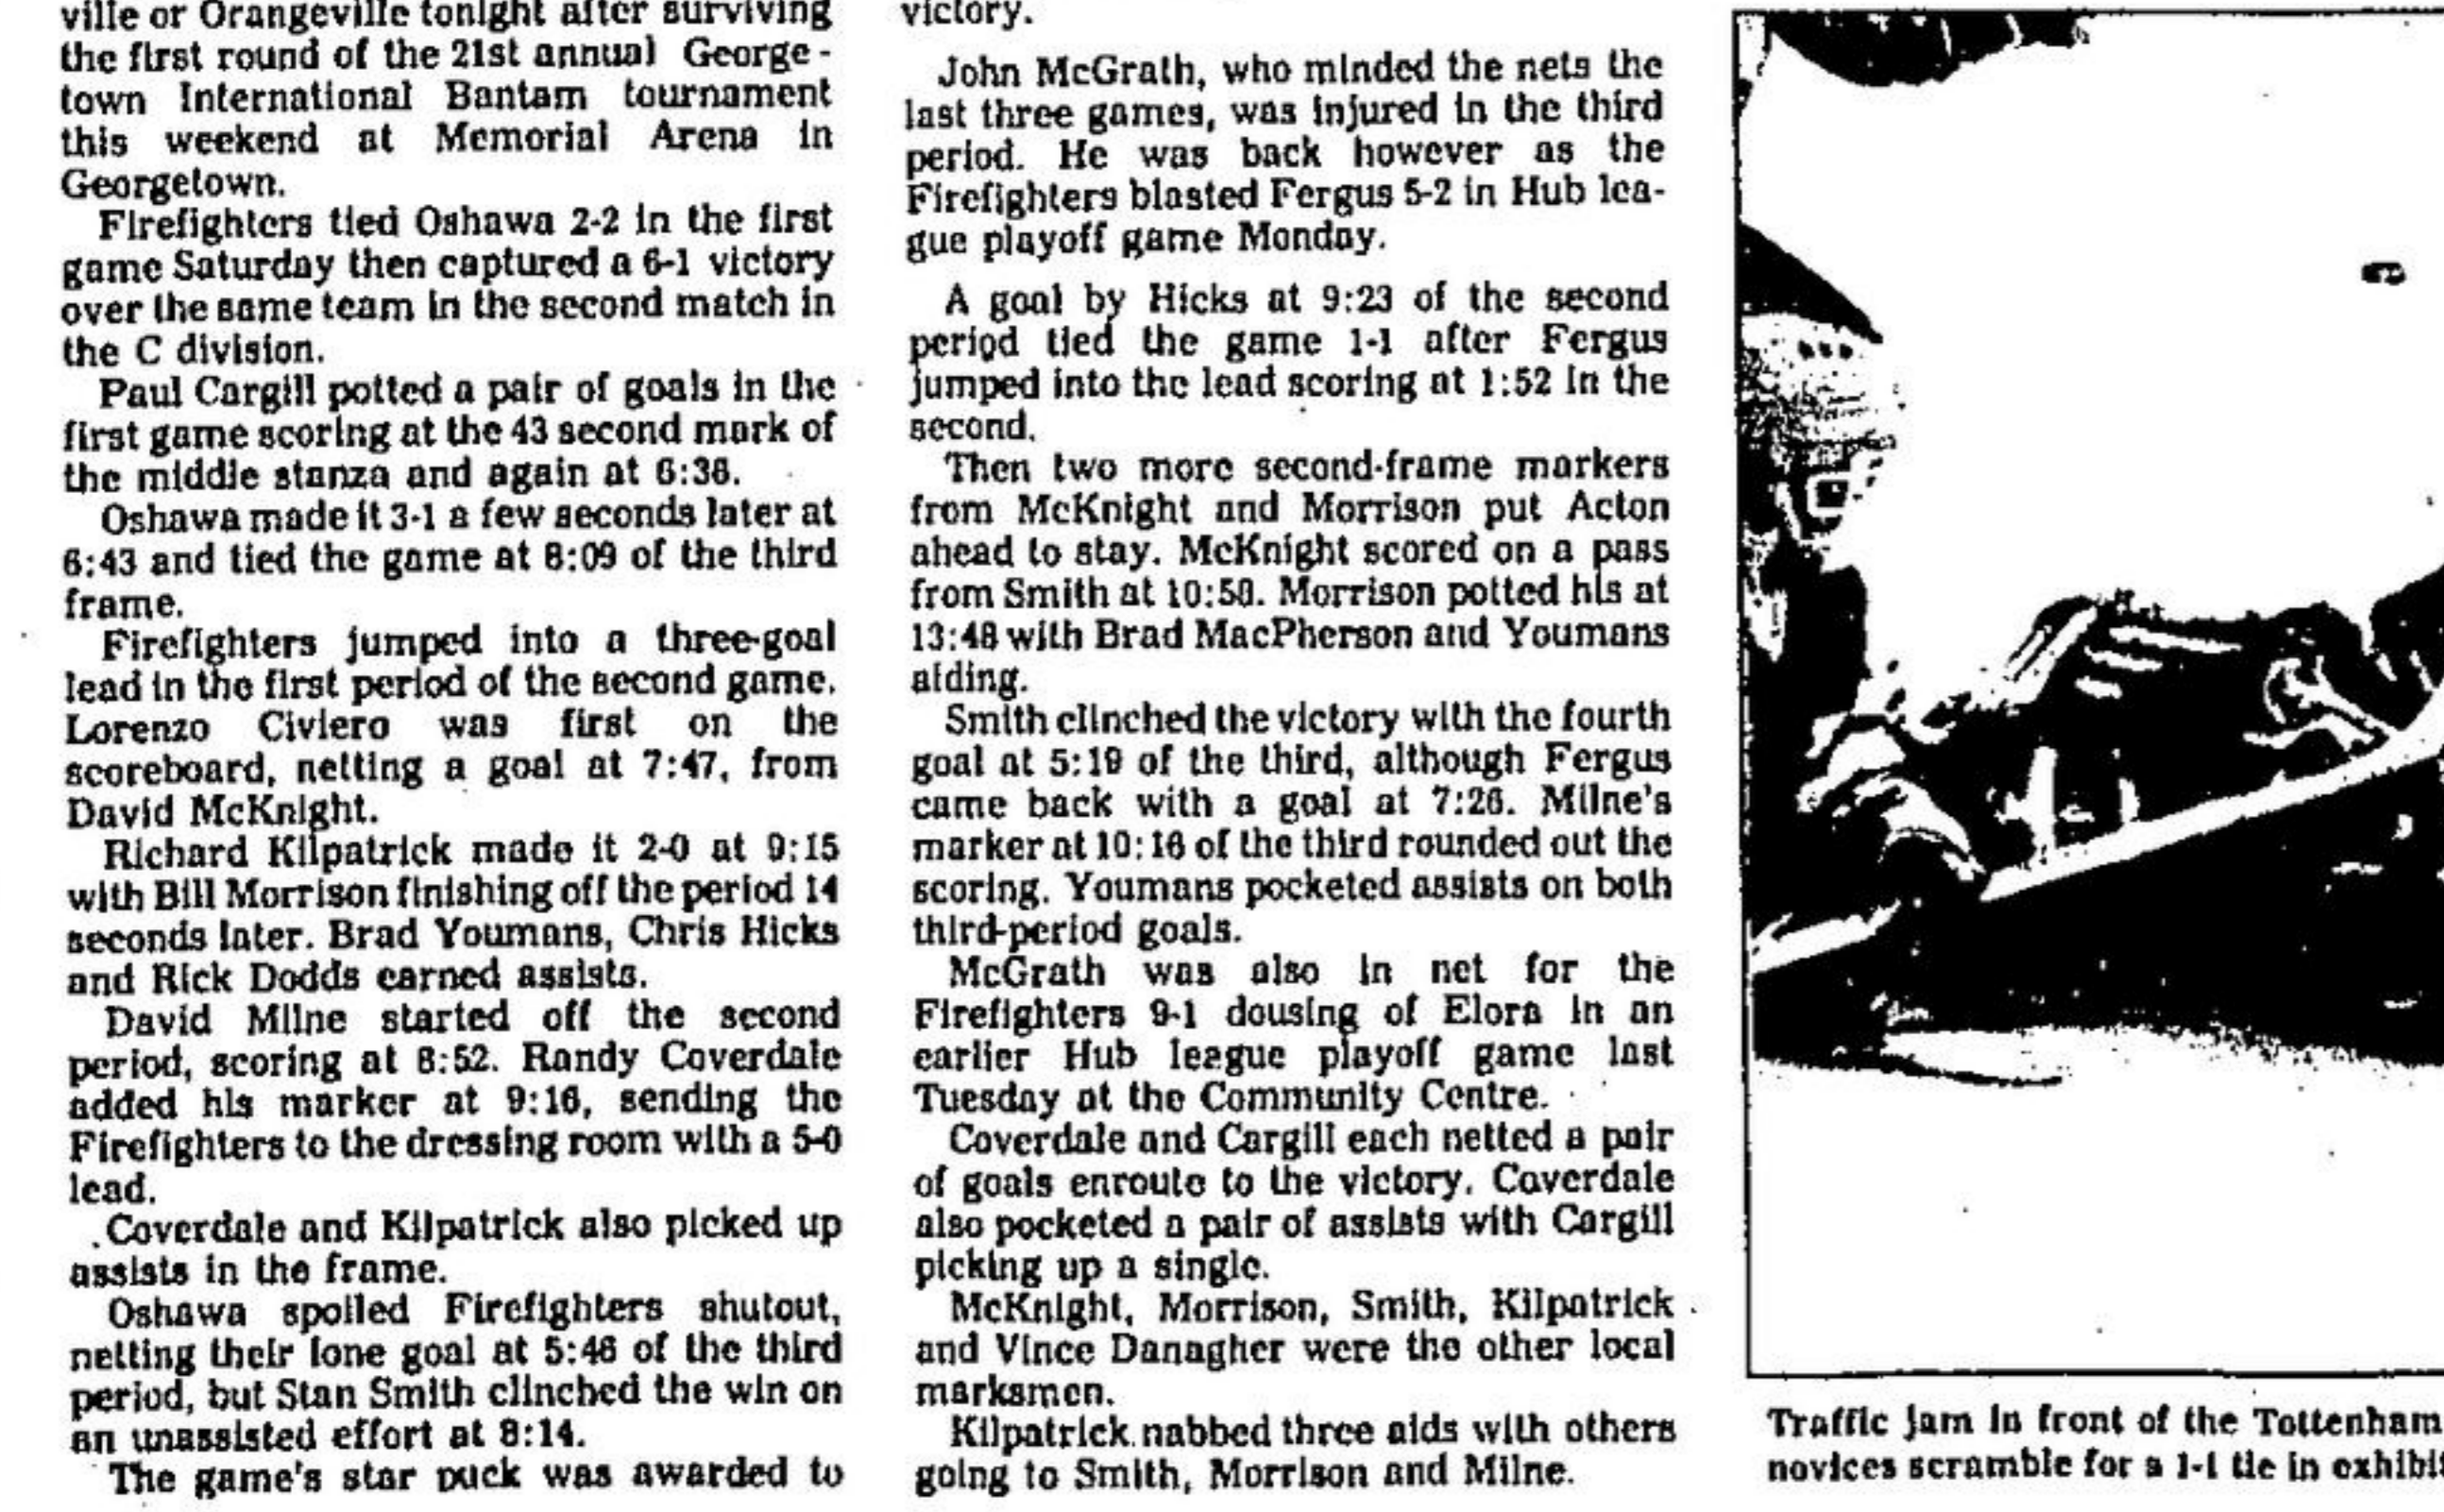 ville or Orangeville tonight after surviving
the first round of the 21st annual George-
town International Bantam tournament
this weekend at Memorial Arena in
Georgetown.
Firefighters tied Oshawa 2-2 in the first
game Saturday then captured a 6-1 victory
over the same team in the second match in
the C division.
Paul Cargill potted a pair of goals in the
first game scoring at the 43 second mark of
the middle stanza and again at 6:36.
Oshawa made it 3-1 a few seconds later at
6:43 and tied the game at 8:09 of the third
frame.
Firefighters jumped into a three-goal
lead in the first period of the second game.
Lorenzo Civiero was first on the
scoreboard, netting a goal at 7:47, from
David McKnight.
Richard Kilpatrick made it 2-0 at 9:15
with Bill Morrison finishing off the period 14
seconds later. Brad Youmans, Chris Hicks
and Rick Dodds earned assists.
David Milne started off the second
period, scoring at 8:52. Randy Coverdale
added his marker at 9:16, sending the
Firefighters to the dressing room with a 5-0
lead.
Coverdale and Kilpatrick also picked up
assists in the frame.
Oshawa spoiled Firefighters shutout,
netting their lone goal at 5:46 of the third
period, but Stan Smith clinched the win on
an unassisted effort at 8:14.
The game's star puck was awarded to
victory.
John McGrath, who minded the nets the
last three games, was injured in the third
period. He was back however as the
Firefighters blasted Fergus 5-2 in Hub lea-
gue playoff game Monday.
A goal by Hicks at 9:23 of the second
period tied the game 1-1 after Fergus
jumped into the lead scoring at 1:52 in the
second.
Then two more second-frame markers
from McKnight and Morrison put Acton
ahead to stay. McKnight scored on a pass
from Smith at 10:58. Morrison potted his at
13:48 with Brad MacPherson and Youmans
aiding.
Smith clinched the victory with the fourth
goal at 5:19 of the third, although Fergus
came back with a goal at 7:26. Milne's
marker at 10:16 of the third rounded out the
scoring. Youmans pocketed assists on both
third-period goals.
McGrath was also in net for the
Firefighters 9-1 dousing of Elora in an
earlier Hub league playoff game last
Tuesday at the Community Centre.
Coverdale and Cargill each netted a pair
of goals enroute to the victory. Coverdale
also pocketed a pair of assists with Cargill
picking up a single.
McKnight, Morrison, Smith, Kilpatrick
and Vince Danagher were the other local
marksmen.
Kilpatrick nabbed three aids with others
going to Smith, Morrison and Milne.
Traffic jam in front of the Tottenham
novices scramble for a 1-1 tie in exhibit